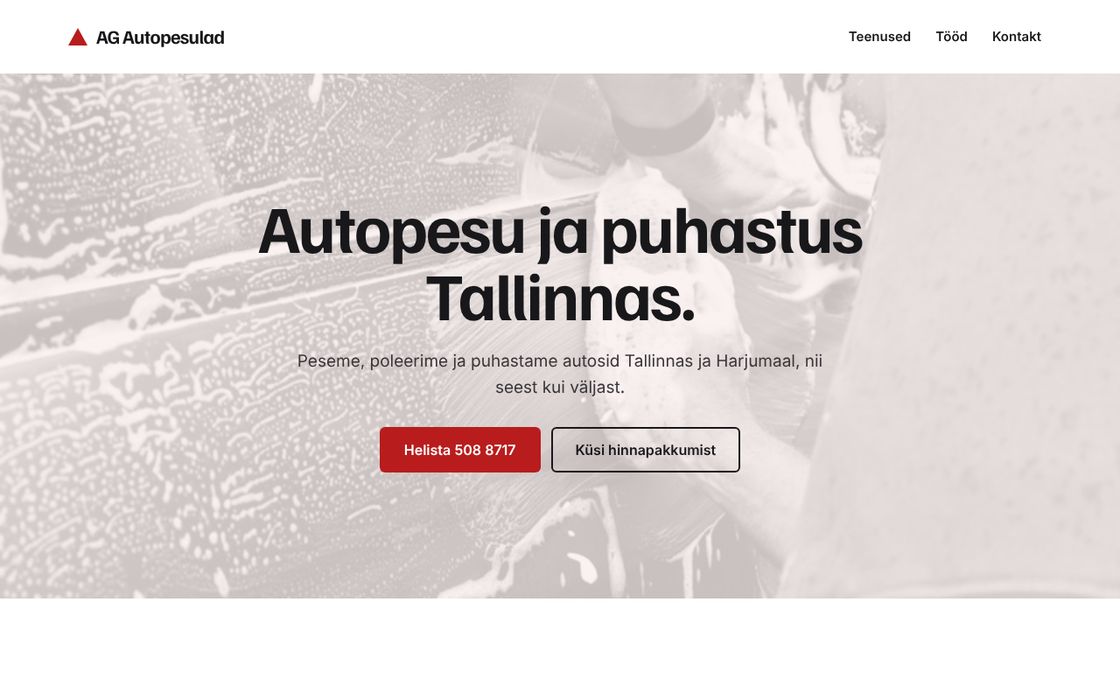 AG Autopesulad
Teenused
Tööd
Kontakt
Autopesu ja puhastus
Tallinnas.
Peseme, poleerime ja puhastame autosid Tallinnas ja Harjumaal, nii
seest kui väljast.
Helista 508 8717
Küsi hinnapakkumist